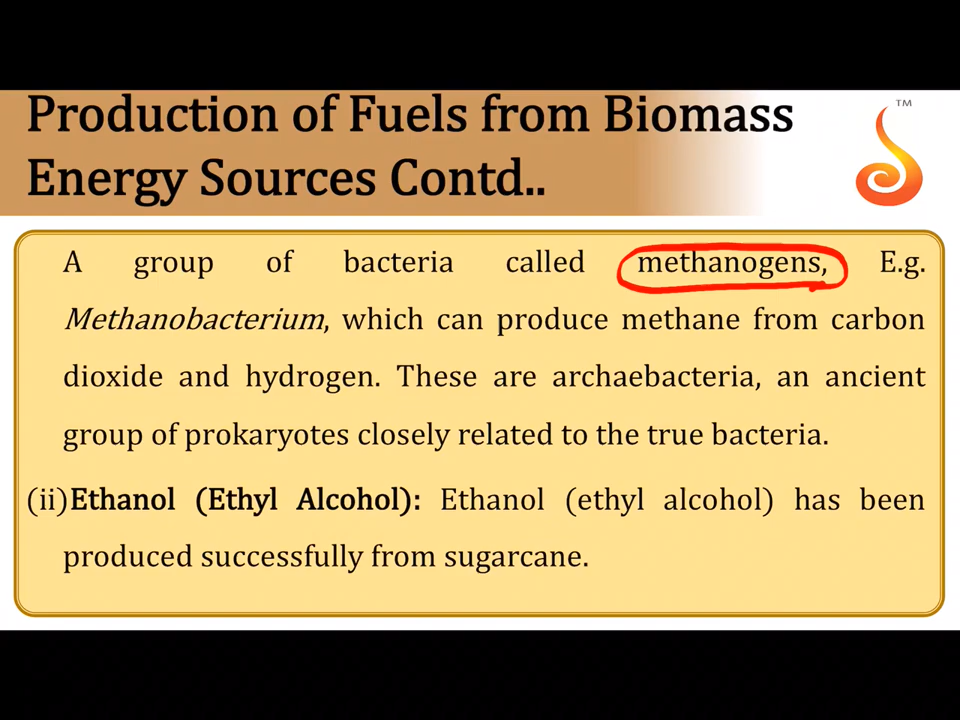 Production of Fuels from Biomass
Energy Sources Contd..
TM
A group of bacteria called methanogens, E.g.
Methanobacterium, which can produce methane from carbon
dioxide and hydrogen. These are archaebacteria, an ancient
group of prokaryotes closely related to the true bacteria.
(ii)Ethanol (Ethyl Alcohol): Ethanol (ethyl alcohol) has been
produced successfully from sugarcane.